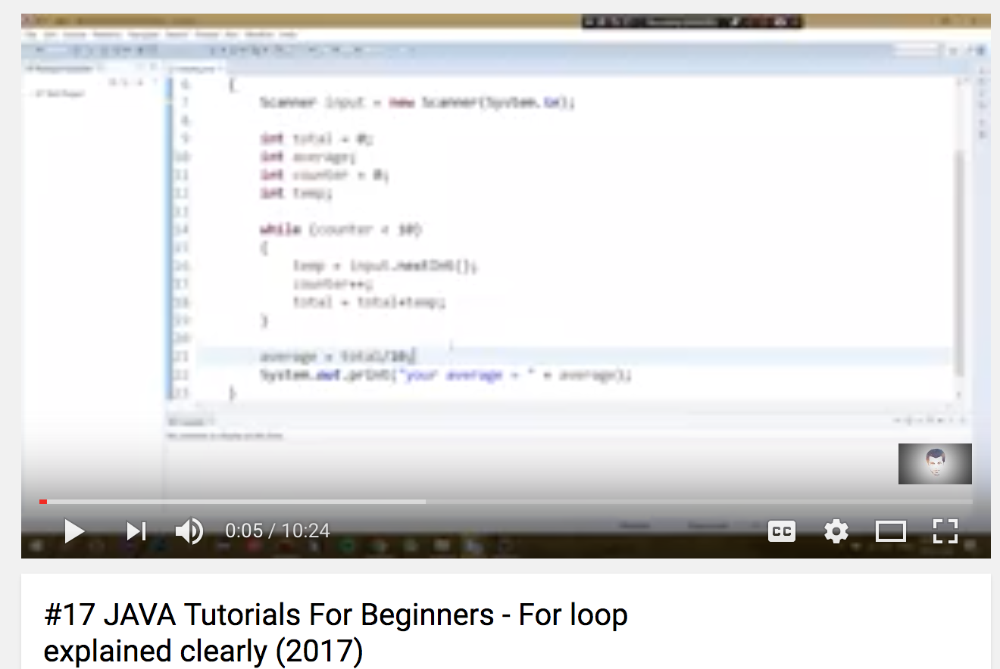 6 {
7 Scanner input = new Scanner(System.in);
8
9 int total = 0;
10 int average;
11 int counter = 0;
12 int temp;
13
14 while (counter < 10)
15 {
16 temp = input.nextInt();
17 counter++;
18 total = total+temp;
19 }
20
21 average = total/10;
22 System.out.print("your average = " + average);
23 }
0:05 / 10:24
CC
#17 JAVA Tutorials For Beginners - For loop
explained clearly (2017)